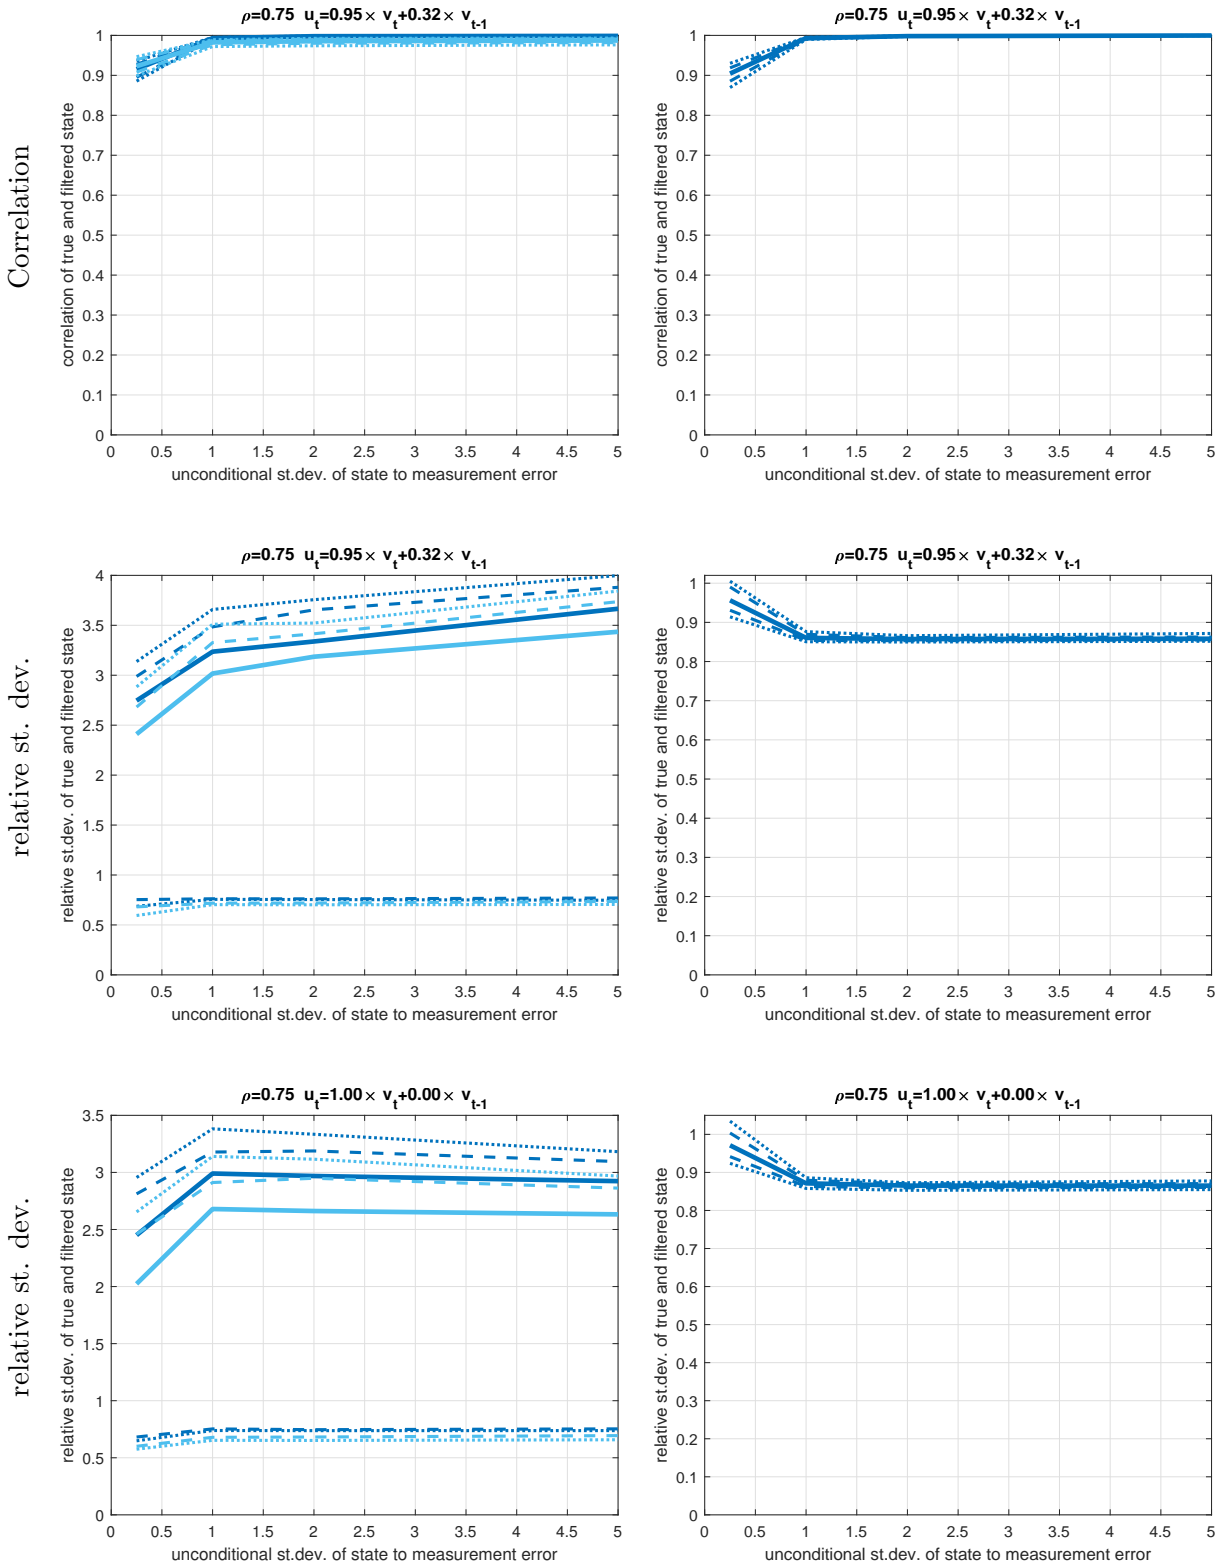 Correlation
ρ=0.75 u_t=0.95× v_t+0.32× v_{t-1}
correlation of true and filtered state
1
0.9
0.8
0.7
0.6
0.5
0.4
0.3
0.2
0.1
0
0 0.5 1 1.5 2 2.5 3 3.5 4 4.5 5
unconditional st.dev. of state to measurement error
ρ=0.75 u_t=0.95× v_t+0.32× v_{t-1}
correlation of true and filtered state
1
0.9
0.8
0.7
0.6
0.5
0.4
0.3
0.2
0.1
0
0 0.5 1 1.5 2 2.5 3 3.5 4 4.5 5
unconditional st.dev. of state to measurement error
relative st. dev.
ρ=0.75 u_t=0.95× v_t+0.32× v_{t-1}
relative st.dev. of true and filtered state
4
3.5
3
2.5
2
1.5
1
0.5
0
0 0.5 1 1.5 2 2.5 3 3.5 4 4.5 5
unconditional st.dev. of state to measurement error
ρ=0.75 u_t=0.95× v_t+0.32× v_{t-1}
relative st.dev. of true and filtered state
1
0.9
0.8
0.7
0.6
0.5
0.4
0.3
0.2
0.1
0
0 0.5 1 1.5 2 2.5 3 3.5 4 4.5 5
unconditional st.dev. of state to measurement error
relative st. dev.
ρ=0.75 u_t=1.00× v_t+0.00× v_{t-1}
relative st.dev. of true and filtered state
3.5
3
2.5
2
1.5
1
0.5
0
0 0.5 1 1.5 2 2.5 3 3.5 4 4.5 5
unconditional st.dev. of state to measurement error
ρ=0.75 u_t=1.00× v_t+0.00× v_{t-1}
relative st.dev. of true and filtered state
1
0.9
0.8
0.7
0.6
0.5
0.4
0.3
0.2
0.1
0
0 0.5 1 1.5 2 2.5 3 3.5 4 4.5 5
unconditional st.dev. of state to measurement error